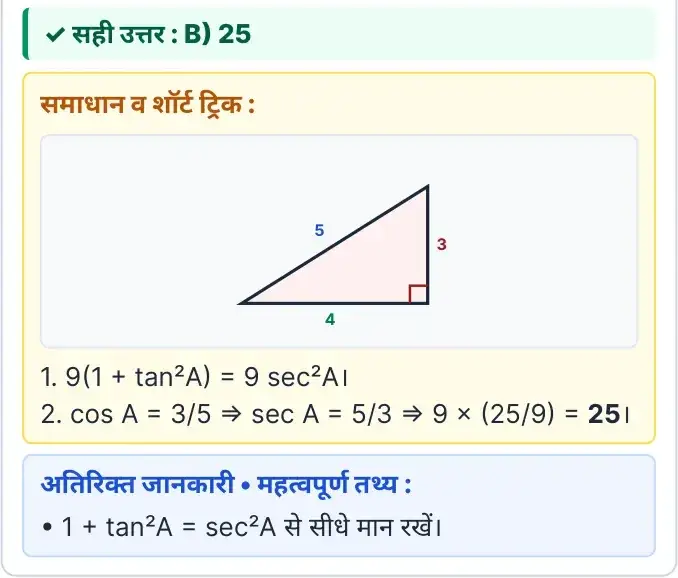 ✓ सही उत्तर : B) 25
समाधान व शॉर्ट ट्रिक :
5
3
4
1. 9(1 + tan²A) = 9 sec²A।
2. cos A = 3/5 ⇒ sec A = 5/3 ⇒ 9 × (25/9) = 25।
अतिरिक्त जानकारी • महत्वपूर्ण तथ्य :
• 1 + tan²A = sec²A से सीधे मान रखें।